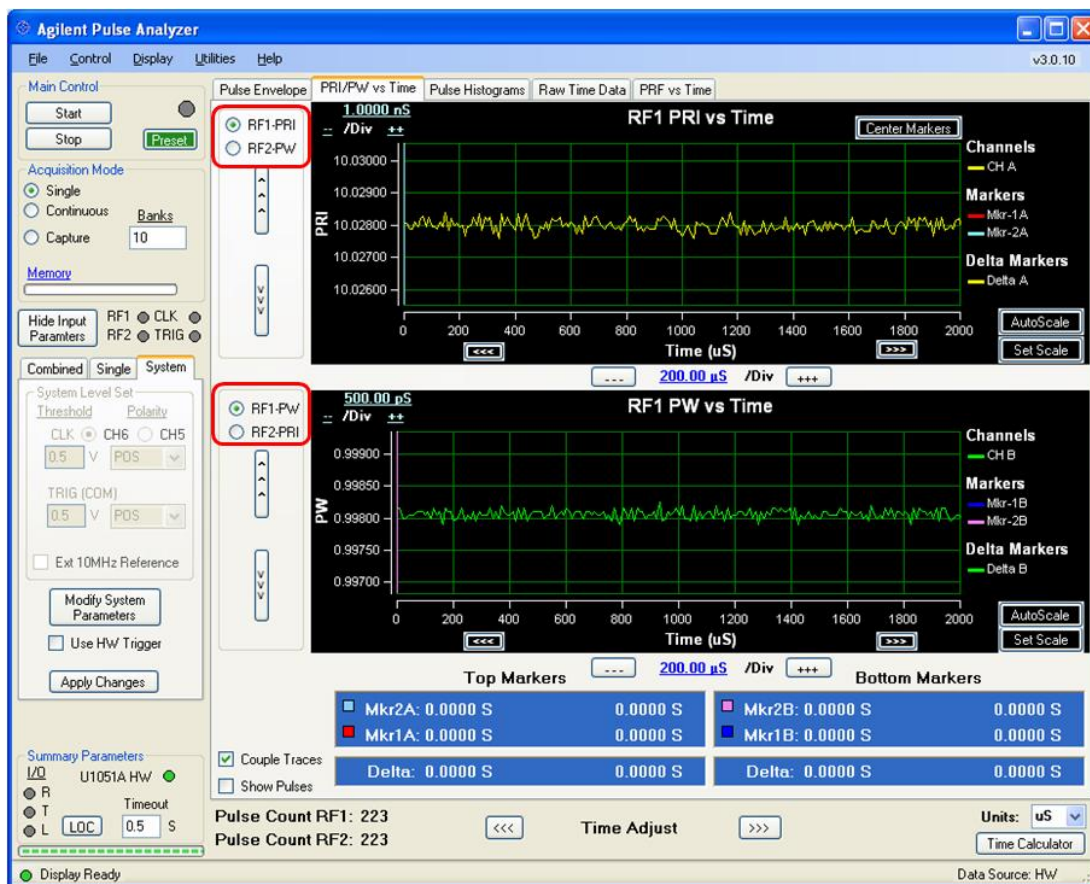 Agilent Pulse Analyzer
File Control Display Utilities Help
v3.0.10
Main Control
Start
Stop
Preset
Acquisition Mode
Single
Continuous
Banks
Capture
10
Memory
Hide Input Paramters
RF1 CLK
RF2 TRIG
Combined Single System
System Level Set
Threshold Polarity
CLK CH6 CH5
0.5 V POS
TRIG (COM)
0.5 V POS
Ext 10MHz Reference
Modify System Parameters
Use HW Trigger
Apply Changes
Summary Parameters
I/O U1051A HW
R
T
L
LOC
Timeout
0.5 S
Display Ready
Pulse Envelope PRI/PW vs Time Pulse Histograms Raw Time Data PRF vs Time
RF1-PRI
RF2-PW
^ ^ ^
v v v
1.0000 nS
-- /Div ++
RF1 PRI vs Time
Center Markers
PRI
10.03000
10.02900
10.02800
10.02700
10.02600
0 200 400 600 800 1000 1200 1400 1600 1800 2000
<<< Time (uS) >>>
Channels
CH A
Markers
Mkr-1A
Mkr-2A
Delta Markers
Delta A
AutoScale
Set Scale
--- 200.00 µS /Div +++
RF1-PW
RF2-PRI
^ ^ ^
v v v
500.00 pS
-- /Div ++
RF1 PW vs Time
PW
0.99900
0.99850
0.99800
0.99750
0.99700
0 200 400 600 800 1000 1200 1400 1600 1800 2000
<<< Time (uS) >>>
Channels
CH B
Markers
Mkr-1B
Mkr-2B
Delta Markers
Delta B
AutoScale
Set Scale
--- 200.00 µS /Div +++
Top Markers
Bottom Markers
Mkr2A: 0.0000 S 0.0000 S
Mkr1A: 0.0000 S 0.0000 S
Delta: 0.0000 S 0.0000 S
Mkr2B: 0.0000 S 0.0000 S
Mkr1B: 0.0000 S 0.0000 S
Delta: 0.0000 S 0.0000 S
Couple Traces
Show Pulses
Pulse Count RF1: 223
Pulse Count RF2: 223
<<< Time Adjust >>>
Units: uS
Time Calculator
Data Source: HW